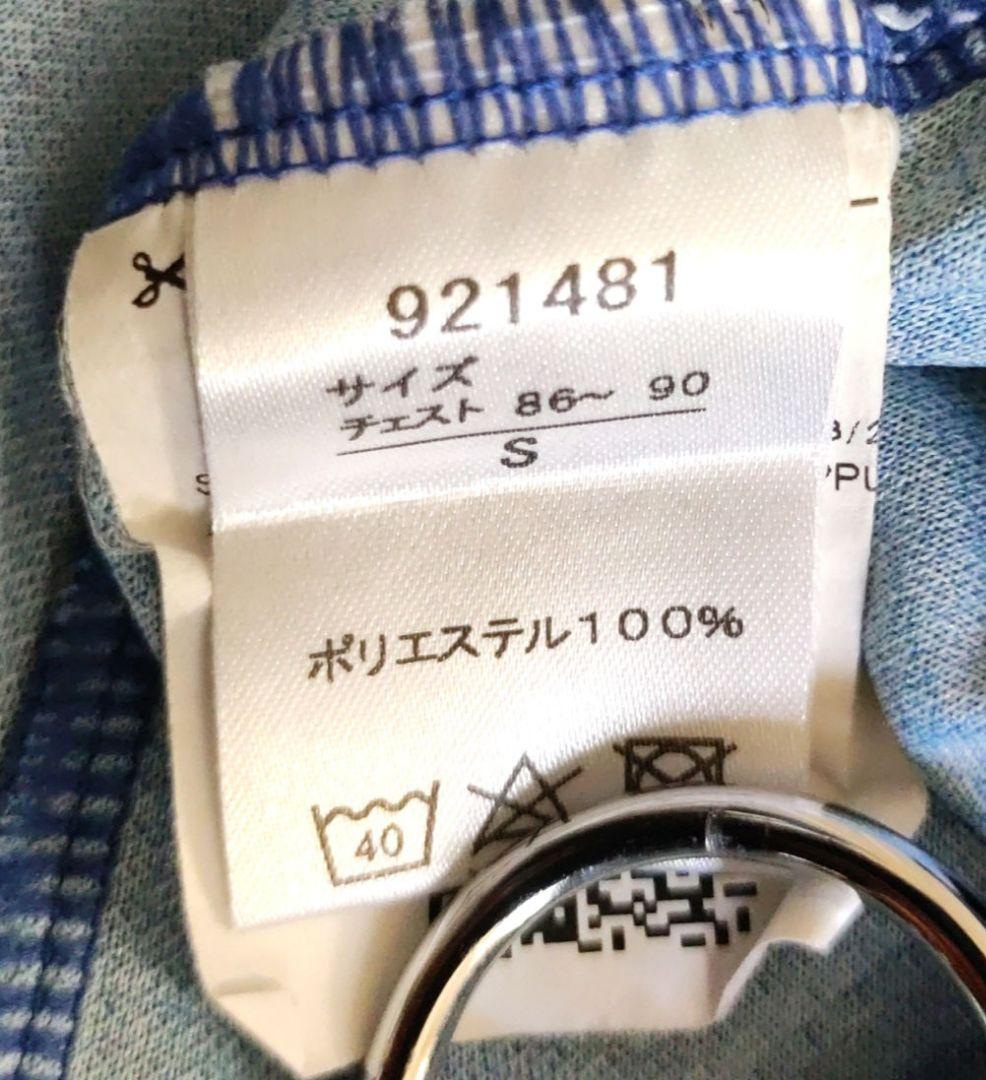 921481
サイズ
チェスト 86～ 90
S
ポリエステル100%
40